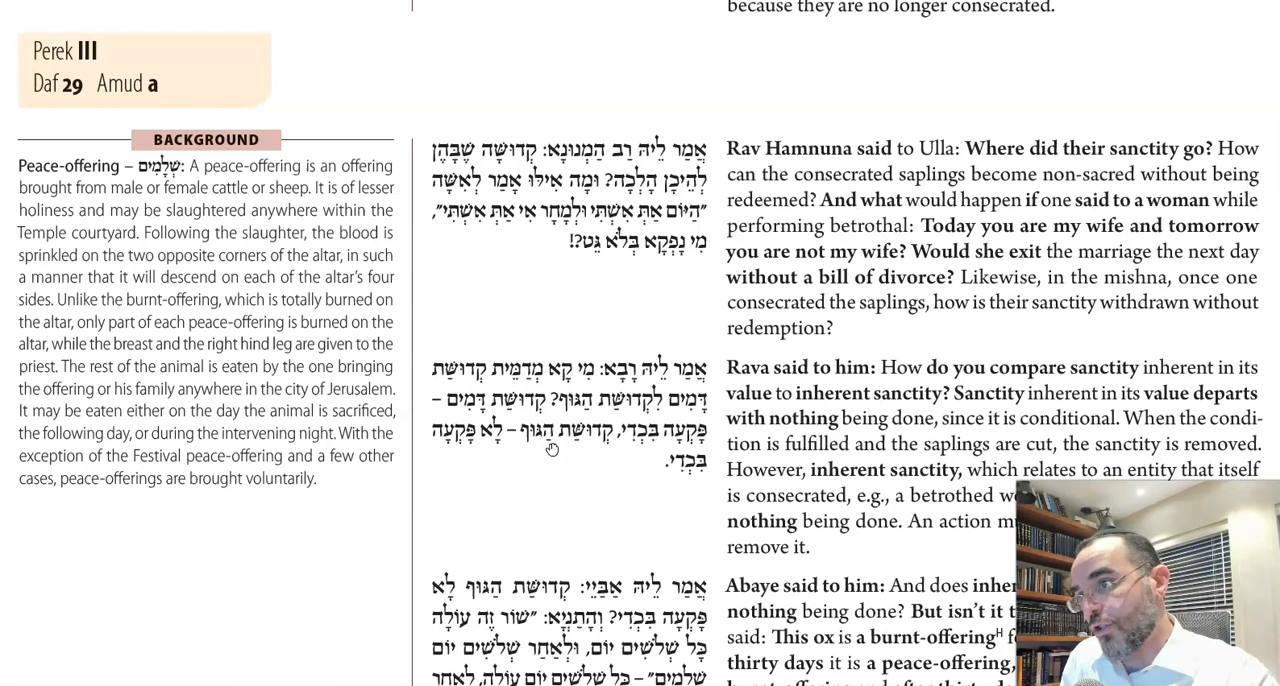 because they are no longer consecrated.
Perek III
Daf 29 Amud a
BACKGROUND
Peace-offering – שְׁלָמִים: A peace-offering is an offering
brought from male or female cattle or sheep. It is of lesser
holiness and may be slaughtered anywhere within the
Temple courtyard. Following the slaughter, the blood is
sprinkled on the two opposite corners of the altar, in such
a manner that it will descend on each of the altar's four
sides. Unlike the burnt-offering, which is totally burned on
the altar, only part of each peace-offering is burned on the
altar, while the breast and the right hind leg are given to the
priest. The rest of the animal is eaten by the one bringing
the offering or his family anywhere in the city of Jerusalem.
It may be eaten either on the day the animal is sacrificed,
the following day, or during the intervening night. With the
exception of the Festival peace-offering and a few other
cases, peace-offerings are brought voluntarily.
אֲמַר לֵיהּ רַב הַמְנוּנָא: קְדוּשָּׁה שֶׁבָּהֶן
לְהֵיכָן הָלְכָה? וּמָה אִילּוּ אָמַר לְאִשָּׁה
״הַיּוֹם אַתְּ אִשְׁתִּי וּלְמָחָר אִי אַתְּ אִשְׁתִּי״,
מִי נָפְקָא בְּלֹא גֵּט?!
אֲמַר לֵיהּ רָבָא: מִי קָא מְדַמֵּית קְדוּשַּׁת
דָּמִים לִקְדוּשַּׁת הַגּוּף? קְדוּשַּׁת דָּמִים –
פָּקְעָה בִּכְדִי, קְדוּשַּׁת הַגּוּף – לָא פָּקְעָה
בִּכְדִי.
אֲמַר לֵיהּ אַבַּיֵי: קְדוּשַּׁת הַגּוּף לָא
פָּקְעָה בִּכְדִי? וְהָתַנְיָא: ״שׁוֹר זֶה עוֹלָה
כָּל שְׁלֹשִׁים יוֹם, וּלְאַחַר שְׁלֹשִׁים יוֹם
שְׁלָמִים״ – כָּל שְׁלֹשִׁים יוֹם עוֹלָה, לְאַחַר
Rav Hamnuna said to Ulla: Where did their sanctity go? How
can the consecrated saplings become non-sacred without being
redeemed? And what would happen if one said to a woman while
performing betrothal: Today you are my wife and tomorrow
you are not my wife? Would she exit the marriage the next day
without a bill of divorce? Likewise, in the mishna, once one
consecrated the saplings, how is their sanctity withdrawn without
redemption?
Rava said to him: How do you compare sanctity inherent in its
value to inherent sanctity? Sanctity inherent in its value departs
with nothing being done, since it is conditional. When the condi-
tion is fulfilled and the saplings are cut, the sanctity is removed.
However, inherent sanctity, which relates to an entity that itself
is consecrated, e.g., a betrothed
nothing being done. An action
remove it.
Abaye said to him: And does
nothing being done? But isn't it
said: This ox is a burnt-offeringᴴ
thirty days it is a peace-offering,